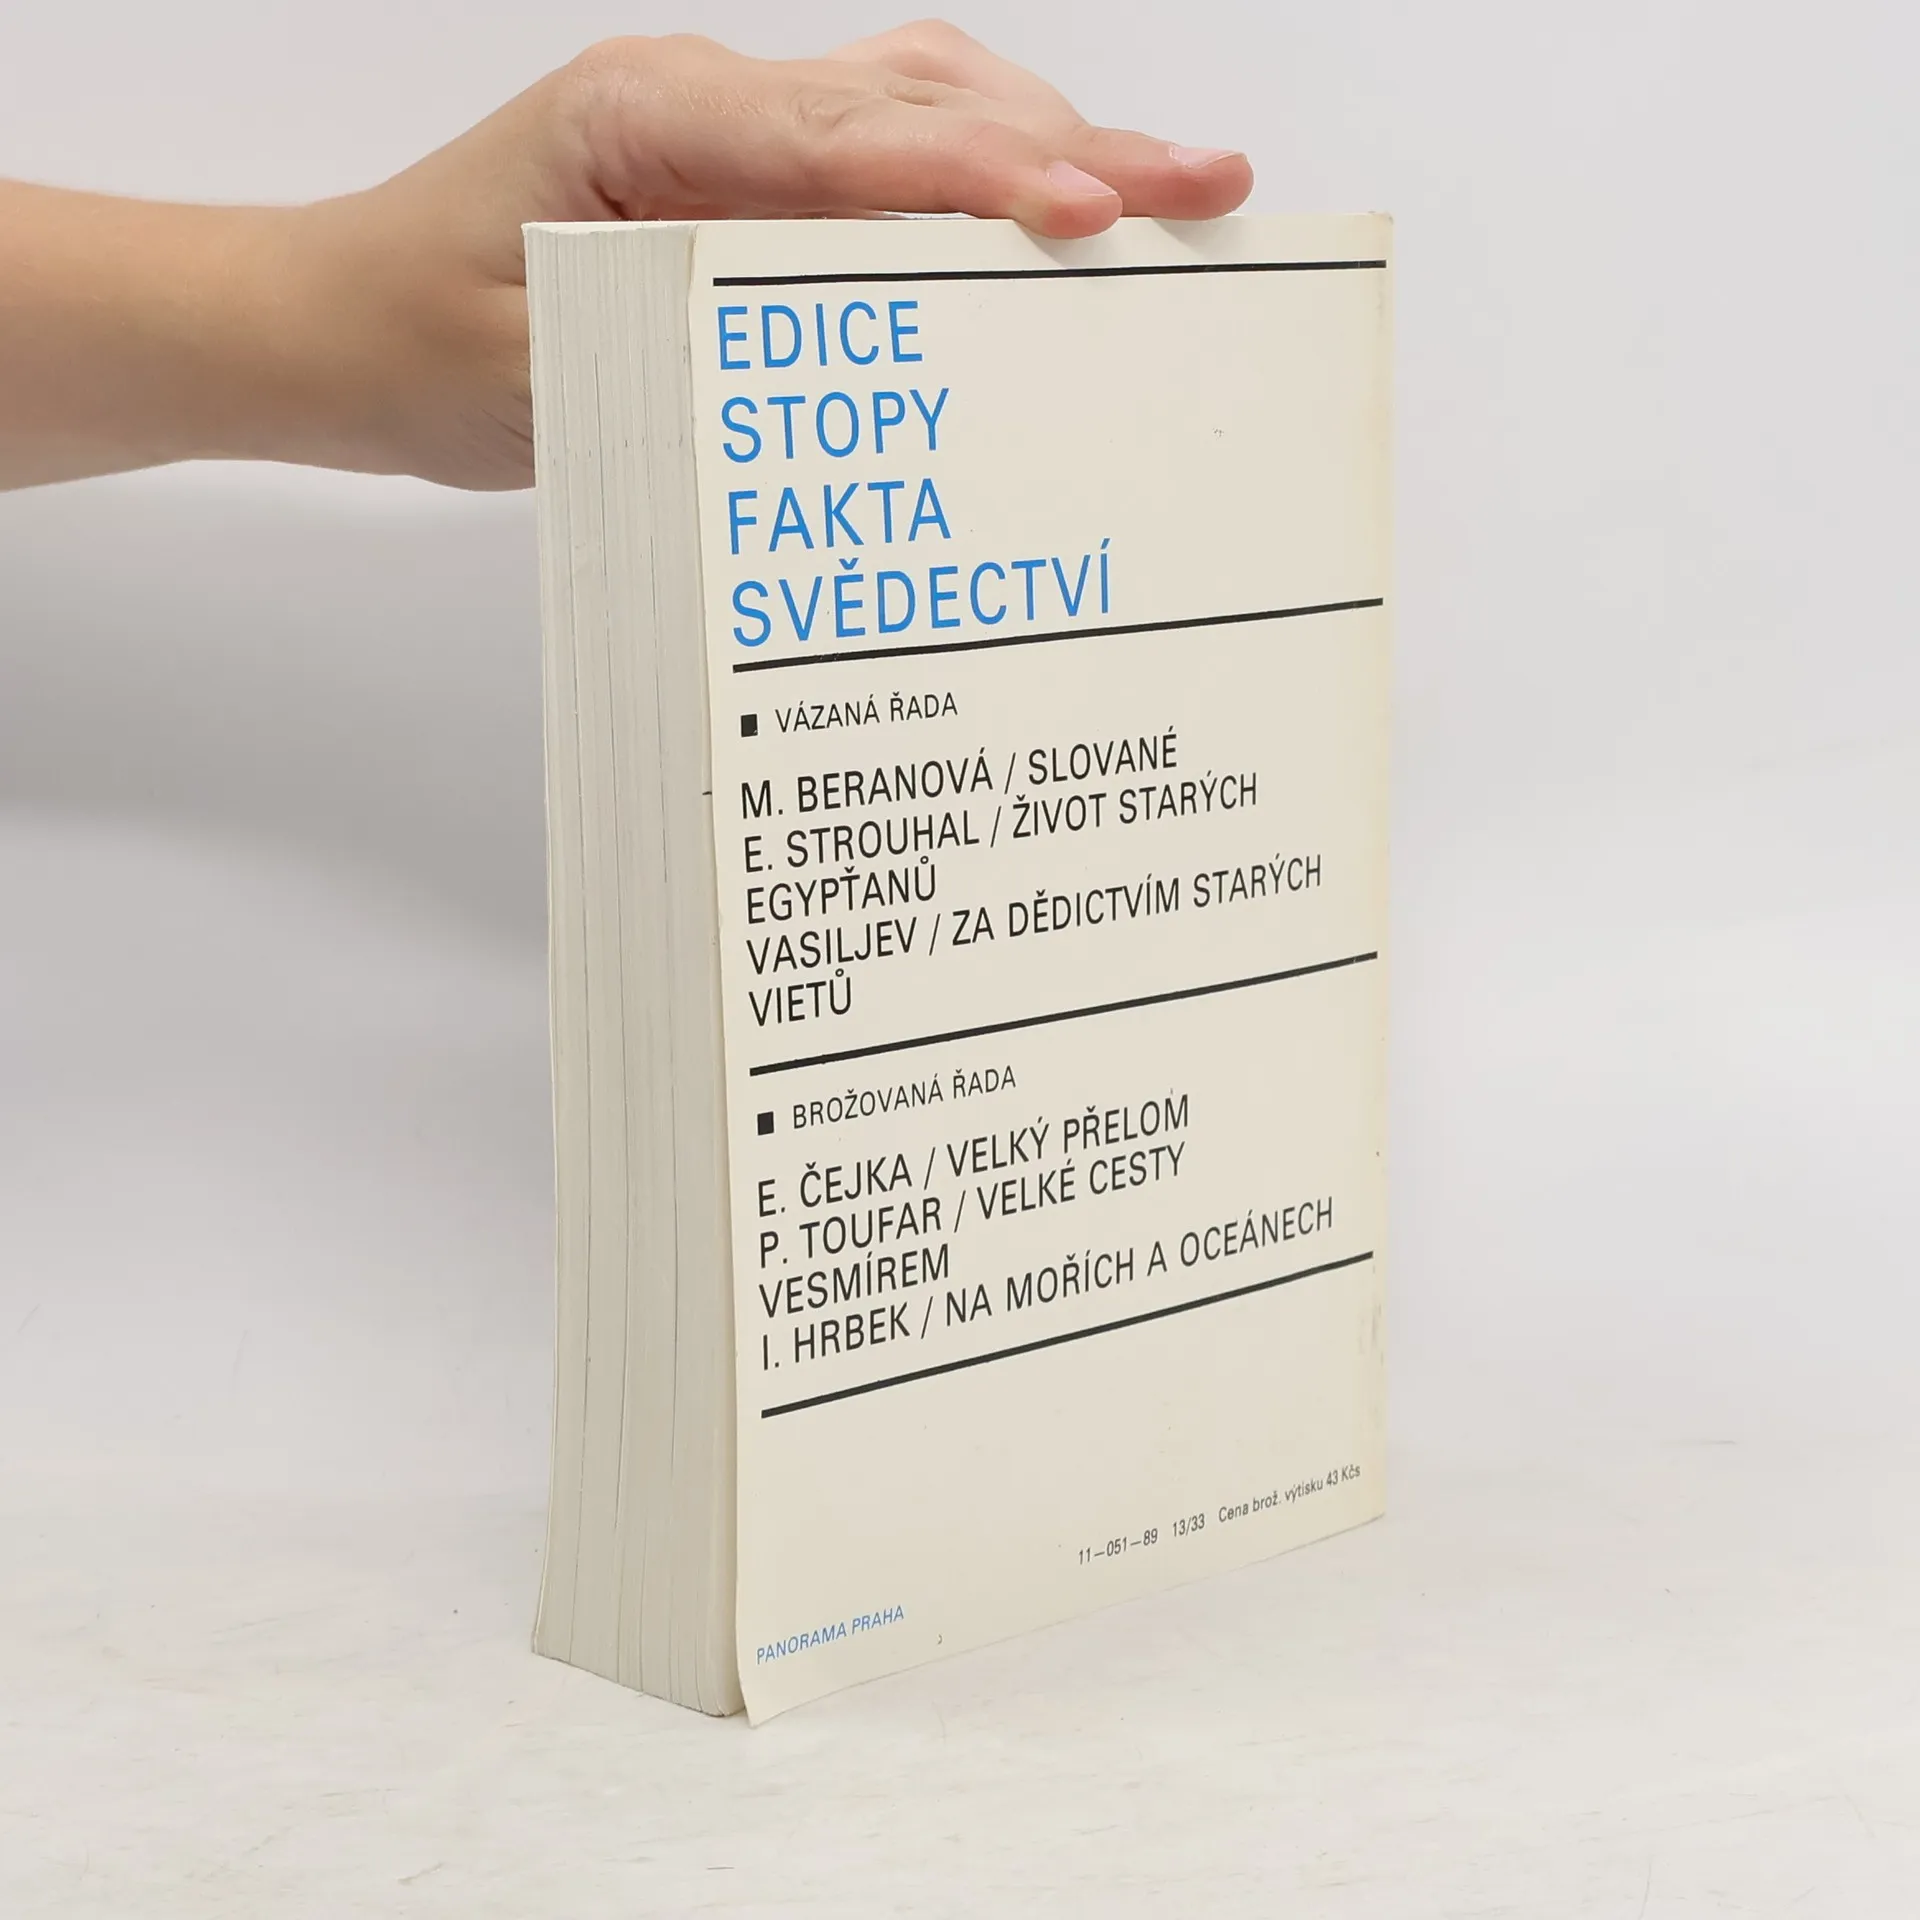 EDICE
STOPY
FAKTA
SVĚDECTVÍ
VÁZANÁ ŘADA
M. BERANOVÁ / SLOVANÉ
E. STROUHAL / ŽIVOT STARÝCH
EGYPŤANŮ
VASILJEV / ZA DĚDICTVÍM STARÝCH
VIETŮ
BROŽOVANÁ ŘADA
E. ČEJKA / VELKÝ PŘELOM
P. TOUFAR / VELKÉ CESTY
VESMÍREM
I. HRBEK / NA MOŘÍCH A OCEÁNECH
11—051—89 13/33 Cena brož. výtisku 43 Kčs
PANORAMA PRAHA